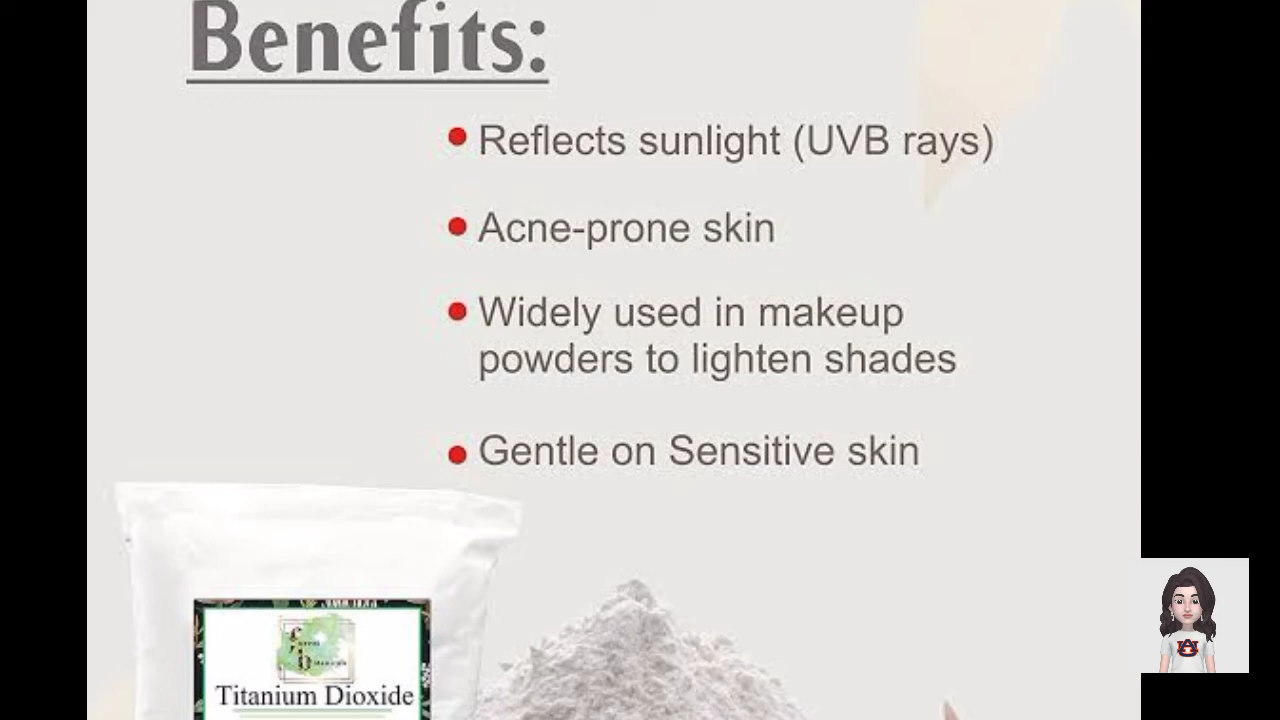 Benefits:
Reflects sunlight (UVB rays)
Acne-prone skin
Widely used in makeup
powders to lighten shades
Gentle on Sensitive skin
Titanium Dioxide